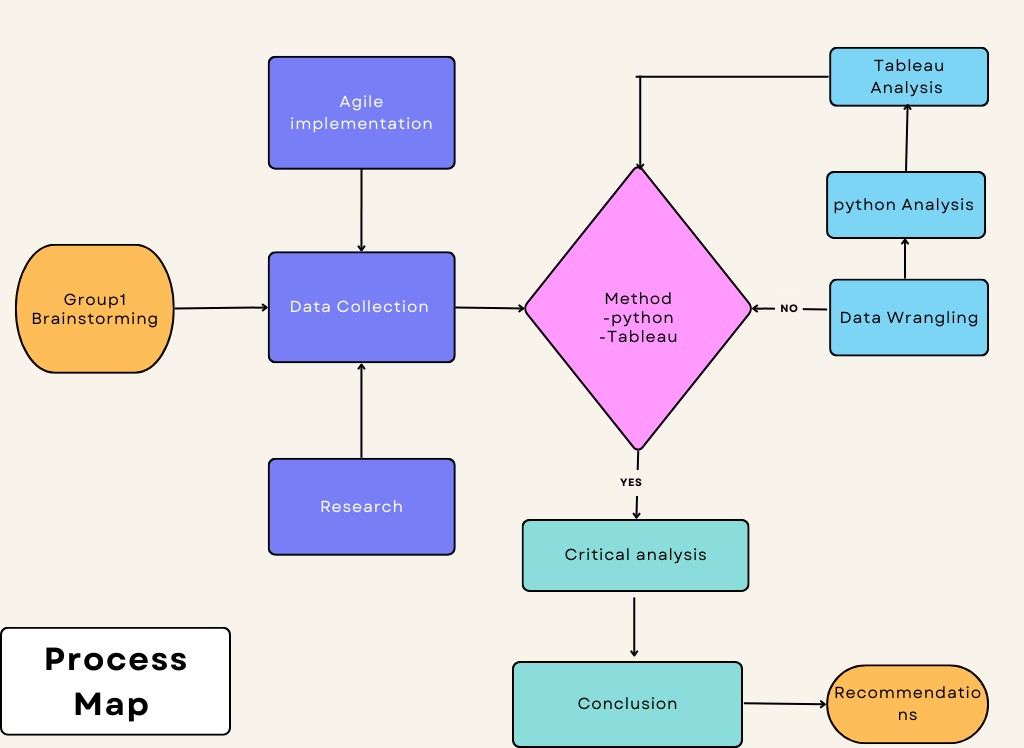 Tableau
Analysis
Agile
implementation
python Analysis
Group1
Brainstorming
Data Collection
Method
-python
-Tableau
NO
Data Wrangling
YES
Research
Critical analysis
Process
Map
Conclusion
Recommendatio
ns